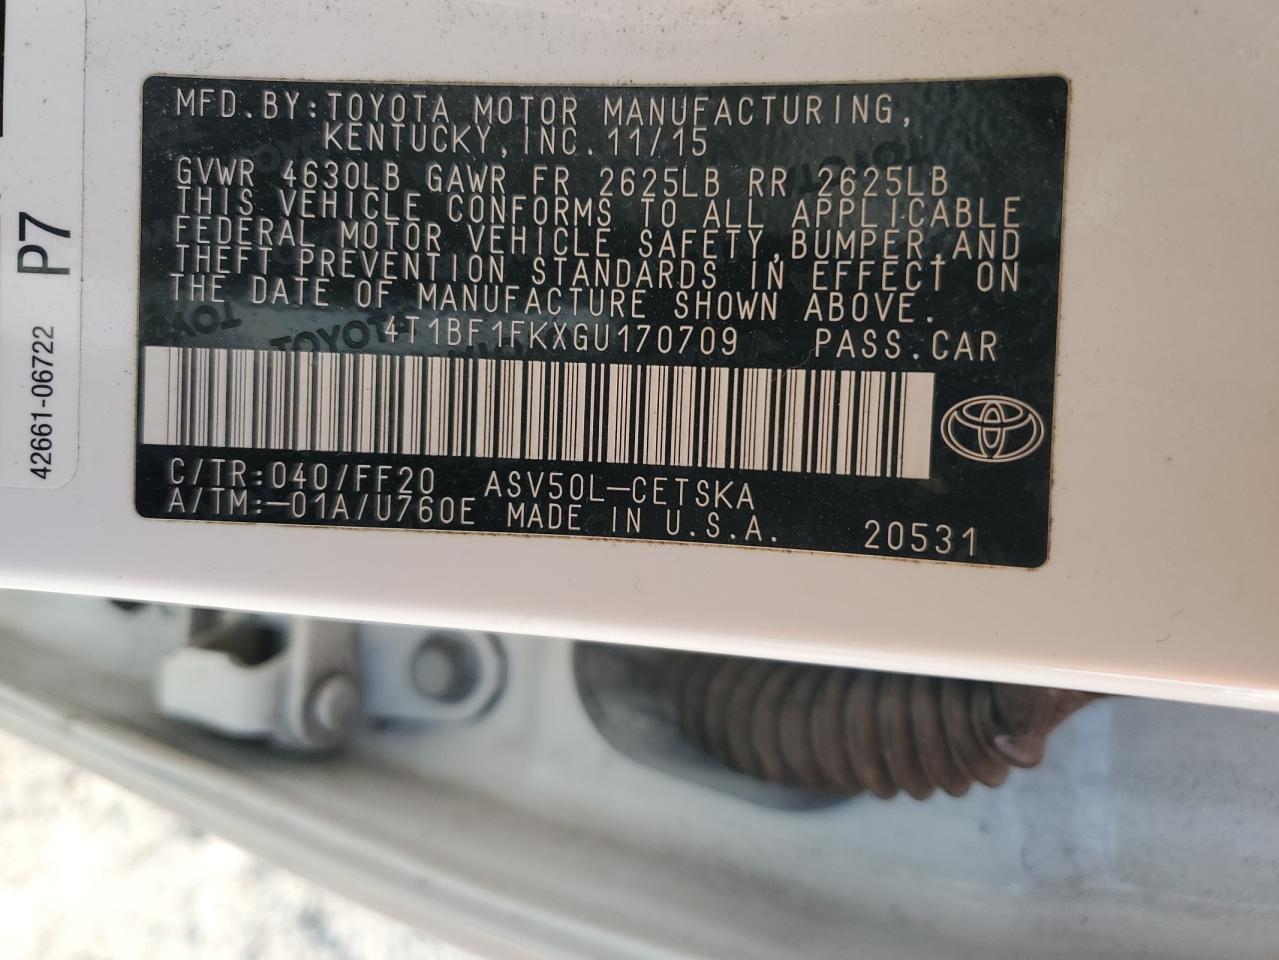 MFD.BY:TOYOTA MOTOR MANUFACTURING,
KENTUCKY,INC. 11/15
GVWR 4630LB GAWR FR 2625LB RR 2625LB
THIS VEHICLE CONFORMS TO ALL APPLICABLE
FEDERAL MOTOR VEHICLE SAFETY,BUMPER,AND
THEFT PREVENTION STANDARDS IN EFFECT ON
THE DATE OF MANUFACTURE SHOWN ABOVE.
4T1BF1FKXGU170709 PASS.CAR
C/TR:040/FF20 ASV50L-CETSKA
A/TM:-01A/U760E MADE IN U.S.A. 20531
P7
42661-06722
TOYOTA